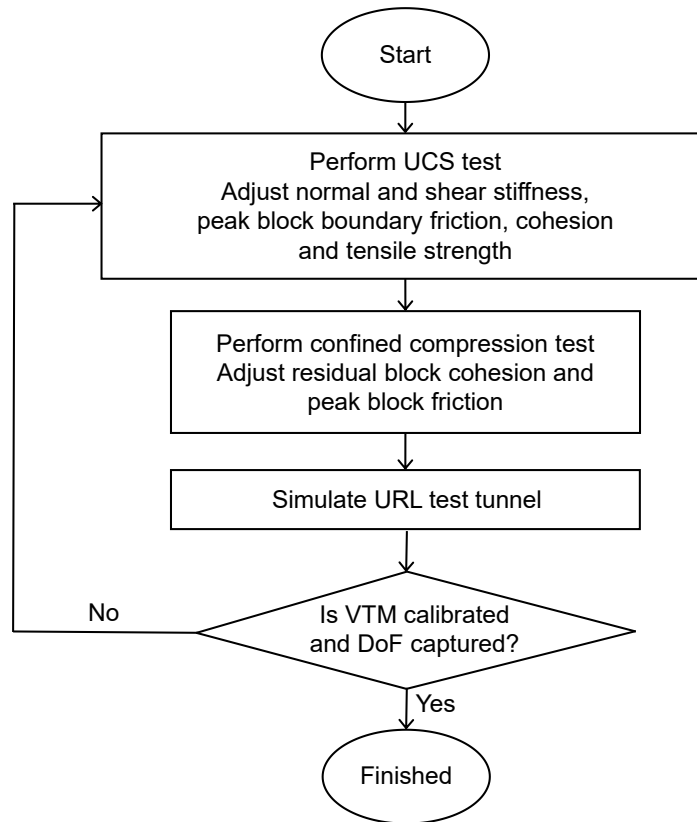 Start
Perform UCS test
Adjust normal and shear stiffness,
peak block boundary friction, cohesion
and tensile strength
Perform confined compression test
Adjust residual block cohesion and
peak block friction
Simulate URL test tunnel
Is VTM calibrated
and DoF captured?
No
Yes
Finished